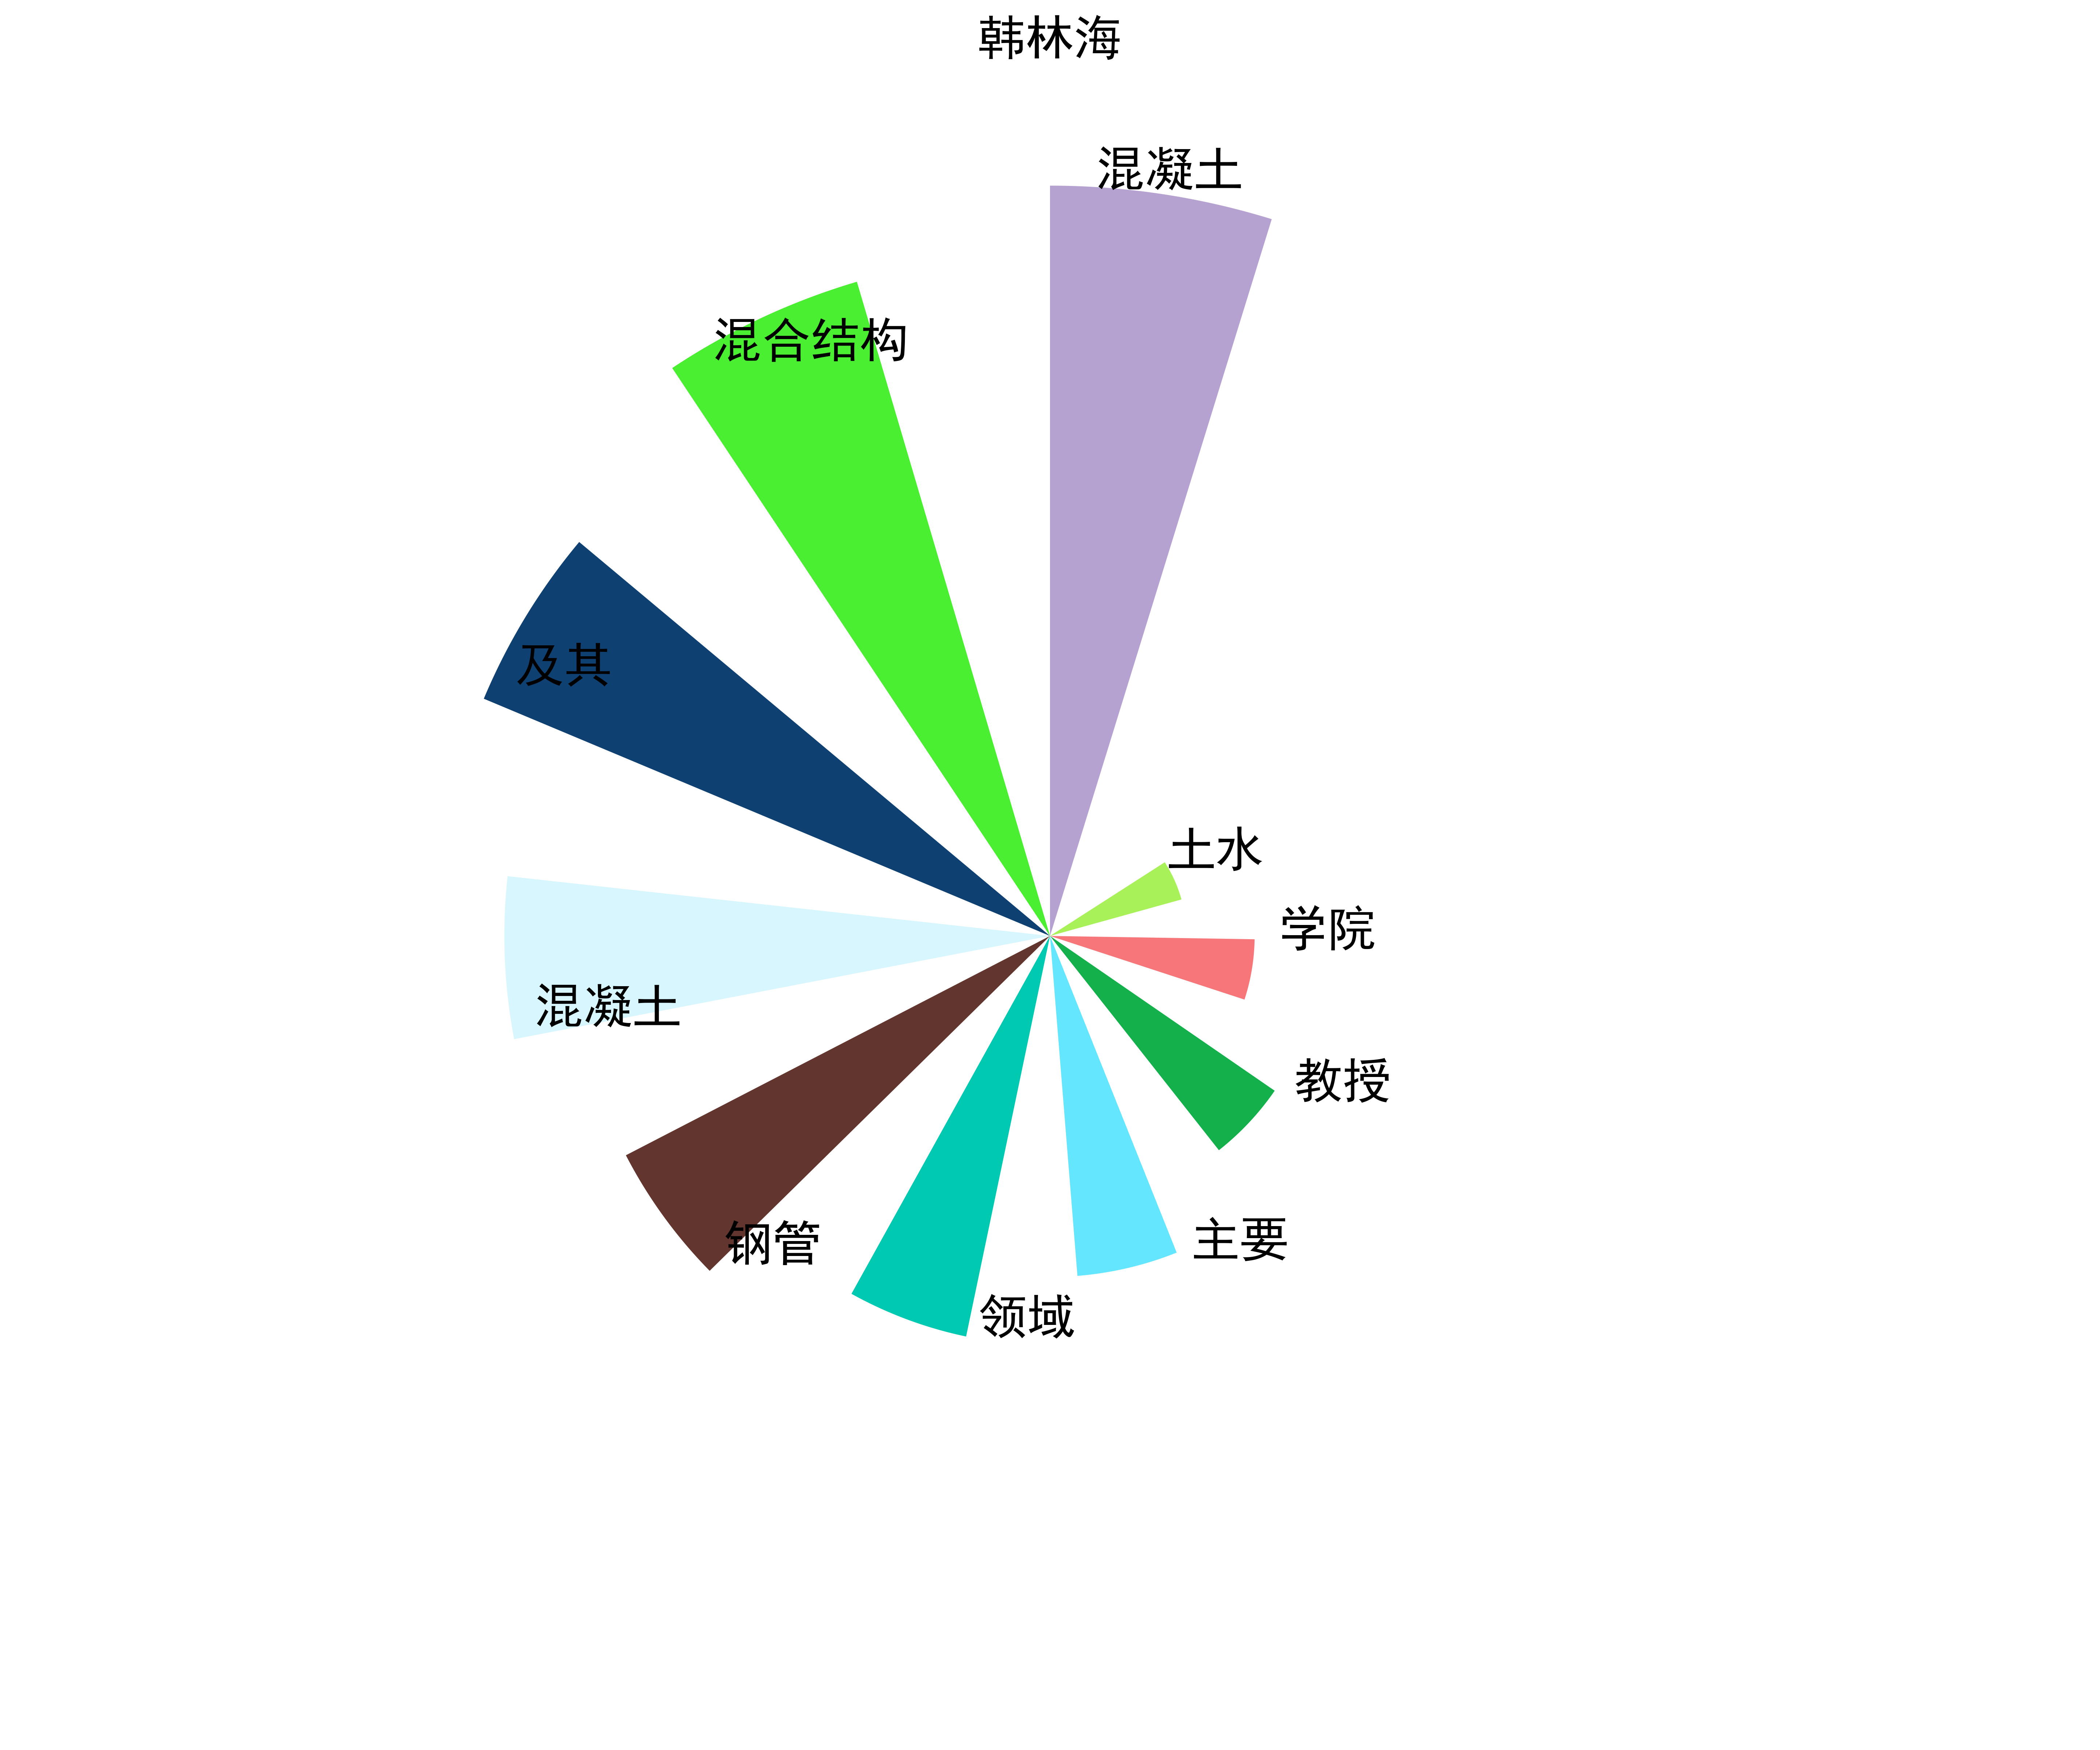 韩林海
混凝土
混合结构
及其
土水
学院
混凝土
教授
钢管
主要
领域